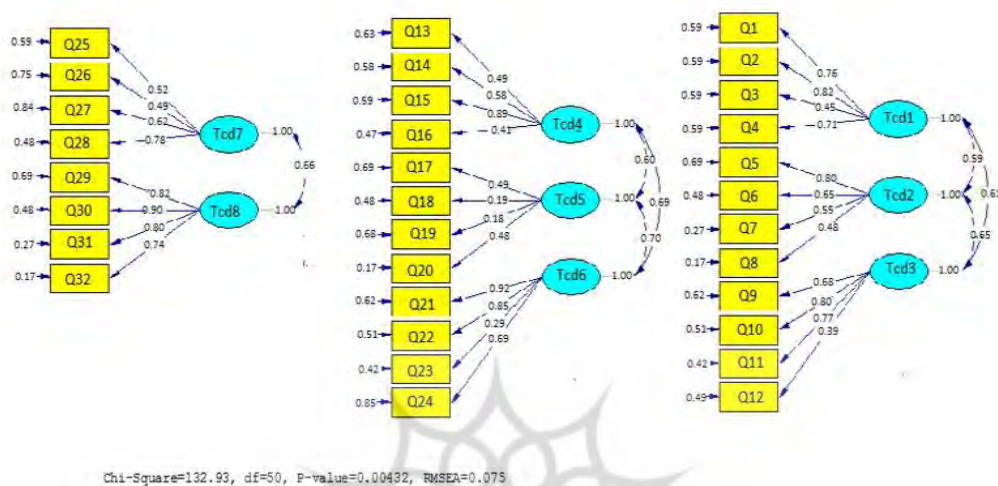 0.59 Q25
0.75 Q26
0.84 Q27
0.48 Q28
0.69 Q29
0.48 Q30
0.27 Q31
0.17 Q32
0.52
0.49
0.62
0.78
0.82
0.90
0.80
0.74
Tcd7 1.00
Tcd8 1.00
0.66
0.63 Q13
0.58 Q14
0.59 Q15
0.47 Q16
0.69 Q17
0.48 Q18
0.68 Q19
0.17 Q20
0.62 Q21
0.51 Q22
0.42 Q23
0.85 Q24
0.49
0.58
0.89
0.41
0.49
0.19
0.18
0.48
0.92
0.85
0.29
0.69
Tcd4 1.00
Tcd5 1.00
Tcd6 1.00
0.60
0.69
0.70
0.59 Q1
0.59 Q2
0.59 Q3
0.59 Q4
0.69 Q5
0.48 Q6
0.27 Q7
0.17 Q8
0.62 Q9
0.51 Q10
0.42 Q11
0.49 Q12
0.76
0.82
0.45
0.71
0.80
0.65
0.55
0.48
0.68
0.80
0.77
0.39
Tcd1 1.00
Tcd2 1.00
Tcd3 1.00
0.59
0.65
Chi-Square=132.93, df=50, P-value=0.00432, RMSEA=0.075